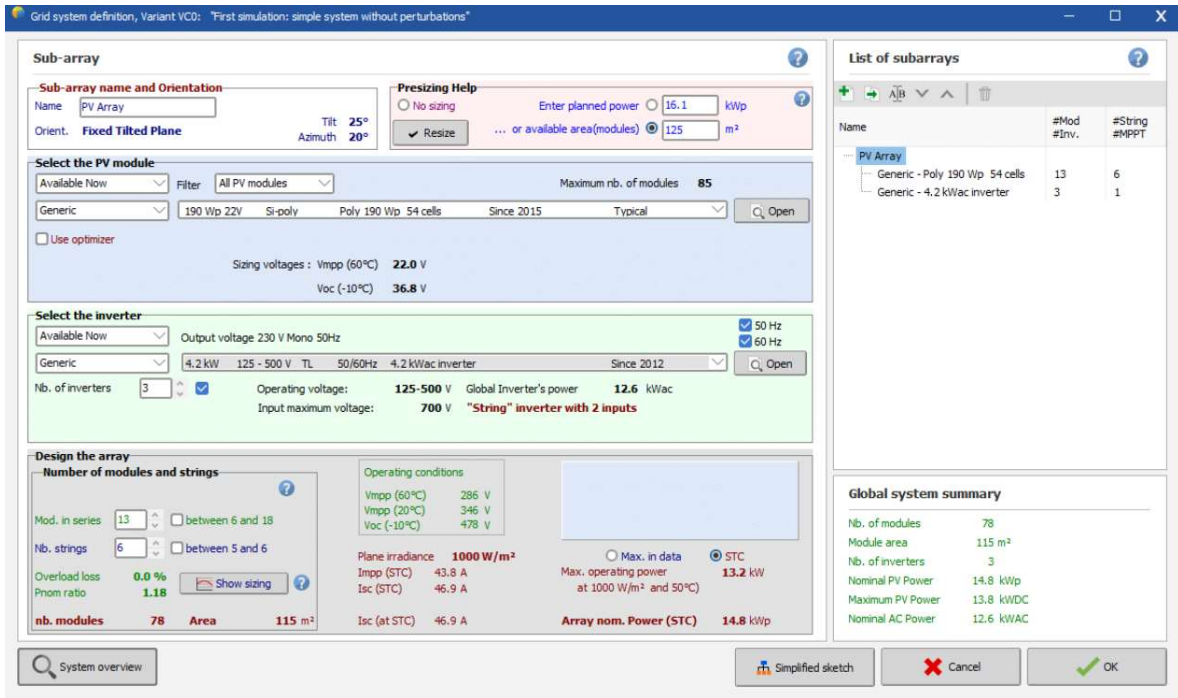 Grid system definition, Variant VC0: "First simulation: simple system without perturbations"
Sub-array
Sub-array name and Orientation
Name PV Array
Orient. Fixed Tilted Plane
Tilt 25°
Azimuth 20°
Presizing Help
No sizing
Enter planned power 16.1 kWp
Resize
... or available area(modules) 125 m²
Select the PV module
Available Now Filter All PV modules Maximum nb. of modules 85
Generic 190 Wp 22V Si-poly Poly 190 Wp 54 cells Since 2015 Typical Open
Use optimizer
Sizing voltages : Vmpp (60°C) 22.0 V
Voc (-10°C) 36.8 V
Select the inverter
Available Now Output voltage 230 V Mono 50Hz
50 Hz
60 Hz
Generic 4.2 kW 125 - 500 V TL 50/60Hz 4.2 kWac inverter Since 2012 Open
Nb. of inverters 3 Operating voltage: 125-500 V Global Inverter's power 12.6 kWac
Input maximum voltage: 700 V "String" inverter with 2 inputs
Design the array
Number of modules and strings
Mod. in series 13 between 6 and 18
Nb. strings 6 between 5 and 6
Overload loss 0.0 %
Pnom ratio 1.18
Show sizing
nb. modules 78 Area 115 m²
Operating conditions
Vmpp (60°C) 286 V
Vmpp (20°C) 346 V
Voc (-10°C) 478 V
Plane irradiance 1000 W/m²
Impp (STC) 43.8 A
Isc (STC) 46.9 A
Isc (at STC) 46.9 A
Max. in data STC
Max. operating power 13.2 kW
at 1000 W/m² and 50°C)
Array nom. Power (STC) 14.8 kWp
List of subarrays
A|B
Name #Mod #String
#Inv. #MPPT
PV Array
Generic - Poly 190 Wp 54 cells 13 6
Generic - 4.2 kWac inverter 3 1
Global system summary
Nb. of modules 78
Module area 115 m²
Nb. of inverters 3
Nominal PV Power 14.8 kWp
Maximum PV Power 13.8 kWDC
Nominal AC Power 12.6 kWAC
System overview
Simplified sketch
Cancel
OK